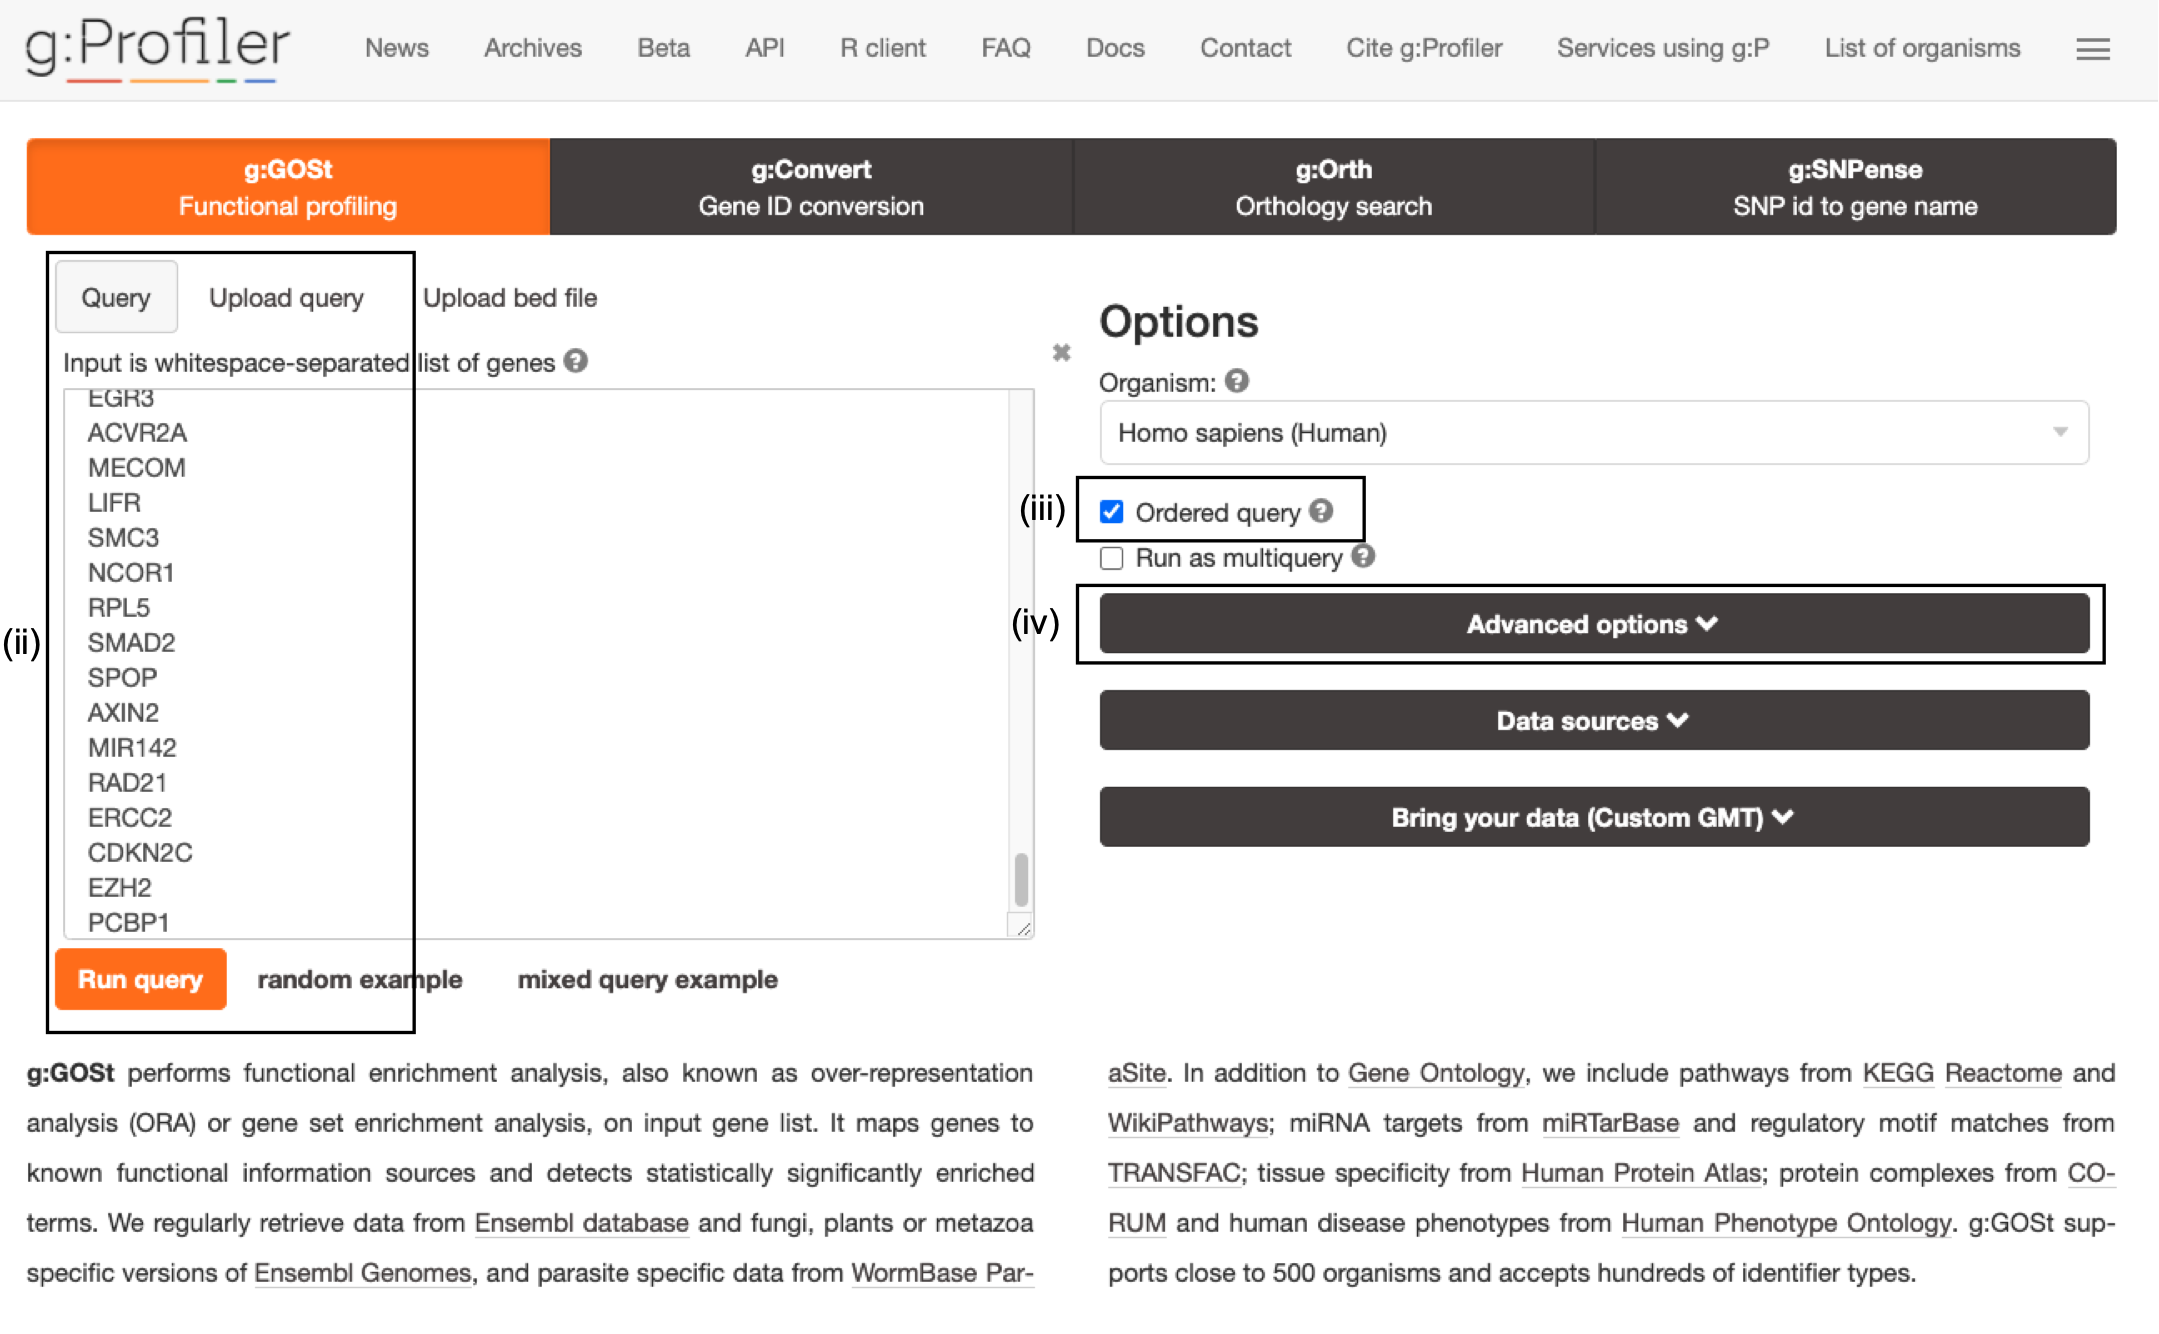 g:Profiler
News Archives Beta API R client FAQ Docs Contact Cite g:Profiler Services using g:P List of organisms
g:GOSt
Functional profiling
g:Convert
Gene ID conversion
g:Orth
Orthology search
g:SNPense
SNP id to gene name
Query Upload query Upload bed file
Input is whitespace-separated list of genes ?
EGR3
ACVR2A
MECOM
LIFR
SMC3
NCOR1
RPL5
(ii)
SMAD2
SPOP
AXIN2
MIR142
RAD21
ERCC2
CDKN2C
EZH2
PCBP1
Run query random example mixed query example
✖
Options
Organism: ?
Homo sapiens (Human)
(iii) Ordered query ?
Run as multiquery ?
(iv) Advanced options
Data sources
Bring your data (Custom GMT)
g:GOSt performs functional enrichment analysis, also known as over-representation
analysis (ORA) or gene set enrichment analysis, on input gene list. It maps genes to
known functional information sources and detects statistically significantly enriched
terms. We regularly retrieve data from Ensembl database and fungi, plants or metazoa
specific versions of Ensembl Genomes, and parasite specific data from WormBase Par-
aSite. In addition to Gene Ontology, we include pathways from KEGG Reactome and
WikiPathways; miRNA targets from miRTarBase and regulatory motif matches from
TRANSFAC; tissue specificity from Human Protein Atlas; protein complexes from CO-
RUM and human disease phenotypes from Human Phenotype Ontology. g:GOSt sup-
ports close to 500 organisms and accepts hundreds of identifier types.